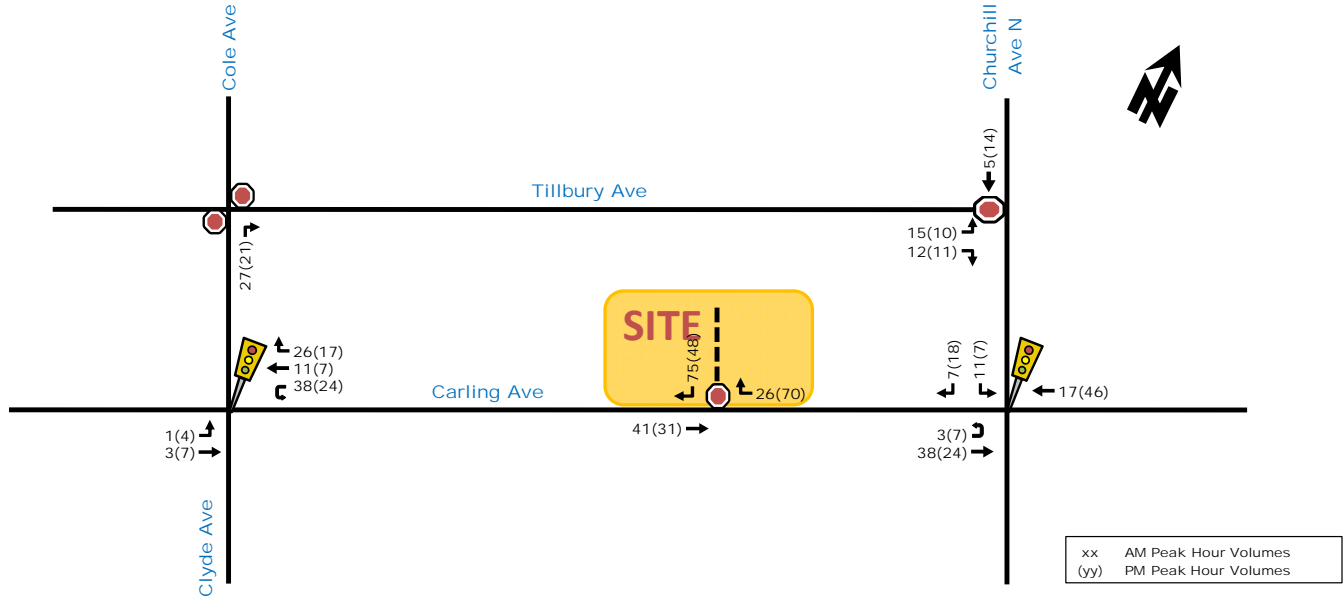 Cole Ave
Churchill
Ave N
5(14)
Tillbury Ave
15(10)
12(11)
27(21)
SITE
26(17)
11(7)
38(24)
75(48)
7(18)
11(7)
Carling Ave
26(70)
17(46)
1(4)
3(7)
41(31)
3(7)
38(24)
Clyde Ave
xx AM Peak Hour Volumes
(yy) PM Peak Hour Volumes